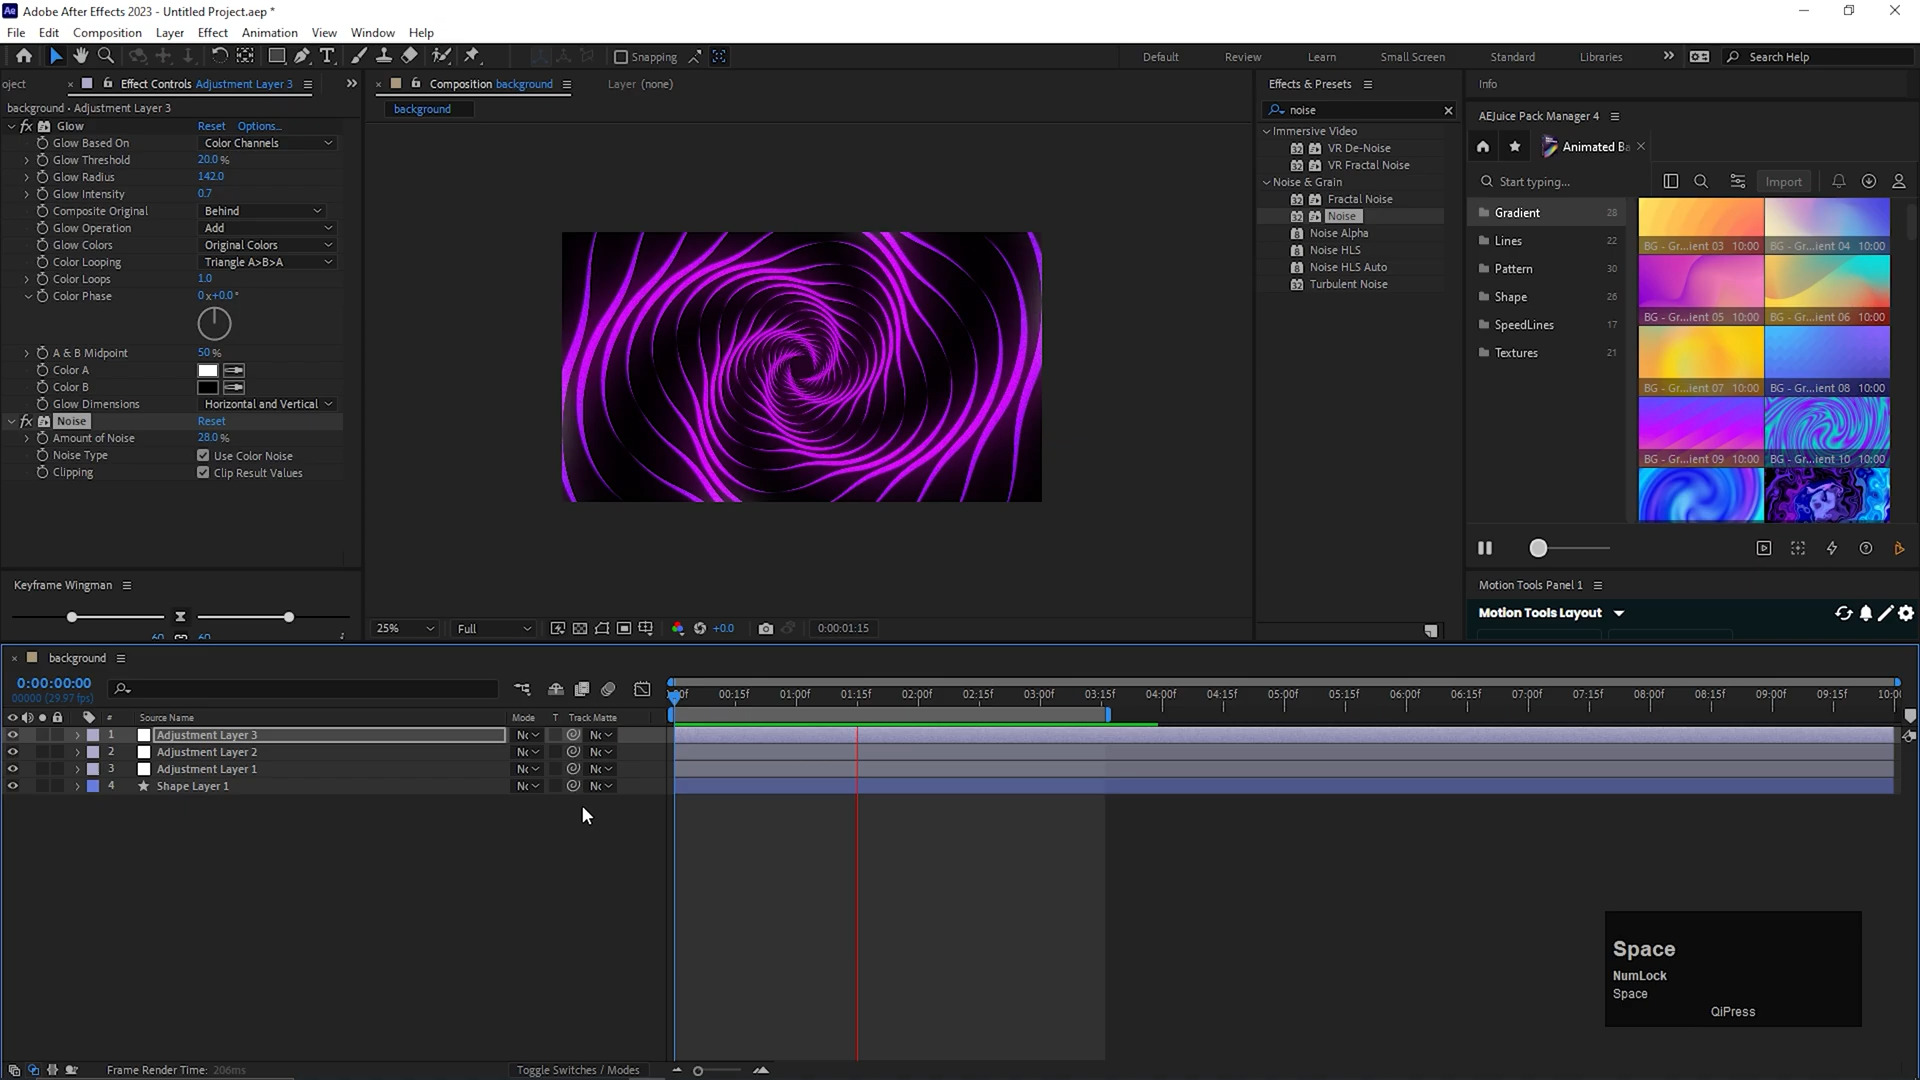 Adobe After Effects 2023 - Untitled Project.aep *
File Edit Composition Layer Effect Animation View Window Help
Snapping
Default Review Learn Small Screen Standard Libraries Search Help
oject Effect Controls Adjustment Layer 3
background • Adjustment Layer 3
Glow Reset Options...
Glow Based On Color Channels
Glow Threshold 20.0 %
Glow Radius 142.0
Glow Intensity 0.7
Composite Original Behind
Glow Operation Add
Glow Colors Original Colors
Color Looping Triangle A>B>A
Color Loops 1.0
Color Phase 0x+0.0°
A & B Midpoint 50 %
Color A
Color B
Glow Dimensions Horizontal and Vertical
Noise Reset
Amount of Noise 28.0 %
Noise Type Use Color Noise
Clipping Clip Result Values
Keyframe Wingman
60 60
Composition background Layer (none)
background
25% Full +0.0 0:00:01:15
Effects & Presets
noise
Immersive Video
VR De-Noise
VR Fractal Noise
Noise & Grain
Fractal Noise
Noise
Noise Alpha
Noise HLS
Noise HLS Auto
Turbulent Noise
Info
AEJuice Pack Manager 4
Animated Ba
Start typing... Import
Gradient 28
Lines 22
Pattern 30
Shape 26
SpeedLines 17
Textures 21
BG - Gr...ient 03 10:00 BG - Gr...ient 04 10:00
BG - Gr...ient 05 10:00 BG - Gr...ient 06 10:00
BG - Gr...ient 07 10:00 BG - Gr...ient 08 10:00
BG - Gr...ient 09 10:00 BG - Gr...ient 10 10:00
Motion Tools Panel 1
Motion Tools Layout
background
0:00:00:00
00000 (29.97 fps)
00:15f 01:00f 01:15f 02:00f 02:15f 03:00f 03:15f 04:00f 04:15f 05:00f 05:15f 06:00f 06:15f 07:00f 07:15f 08:00f 08:15f 09:00f 09:15f 10:0
# Source Name Mode T Track Matte
1 Adjustment Layer 3
2 Adjustment Layer 2
3 Adjustment Layer 1
4 Shape Layer 1
Space
NumLock
Space
QiPress
Frame Render Time: 206ms
Toggle Switches / Modes